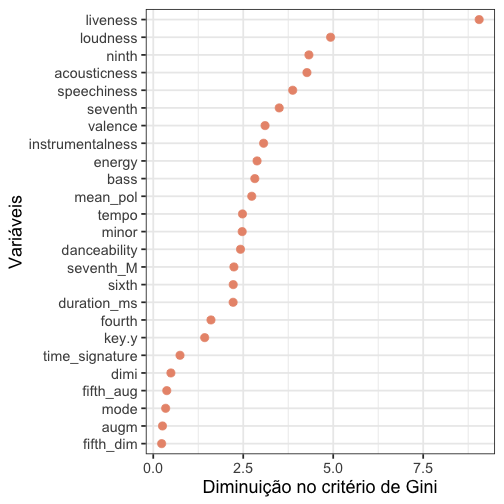 liveness
loudness
ninth
acousticness
speechiness
seventh
valence
instrumentalness
energy
bass
mean_pol
tempo
minor
danceability
seventh_M
sixth
duration_ms
fourth
key.y
time_signature
dimi
fifth_aug
mode
augm
fifth_dim
Variáveis
0.0 2.5 5.0 7.5
Diminuição no critério de Gini